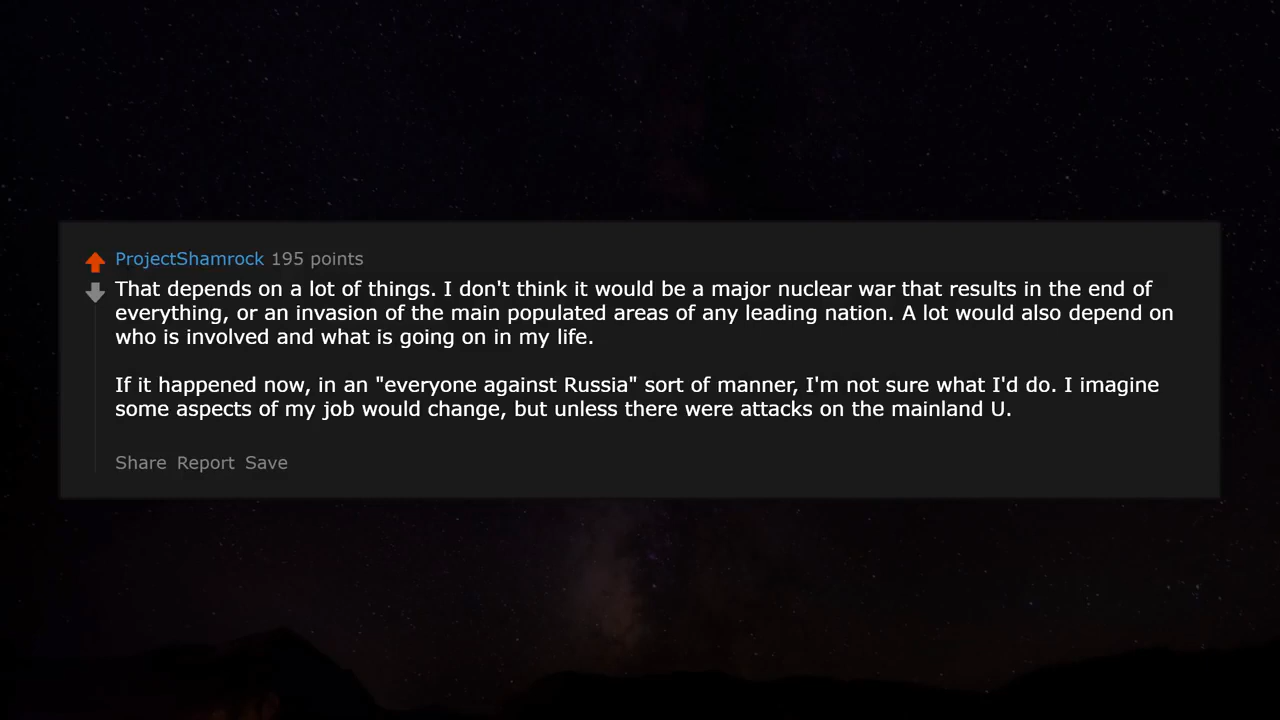 ProjectShamrock 195 points
That depends on a lot of things. I don't think it would be a major nuclear war that results in the end of
everything, or an invasion of the main populated areas of any leading nation. A lot would also depend on
who is involved and what is going on in my life.
If it happened now, in an "everyone against Russia" sort of manner, I'm not sure what I'd do. I imagine
some aspects of my job would change, but unless there were attacks on the mainland U.
Share Report Save